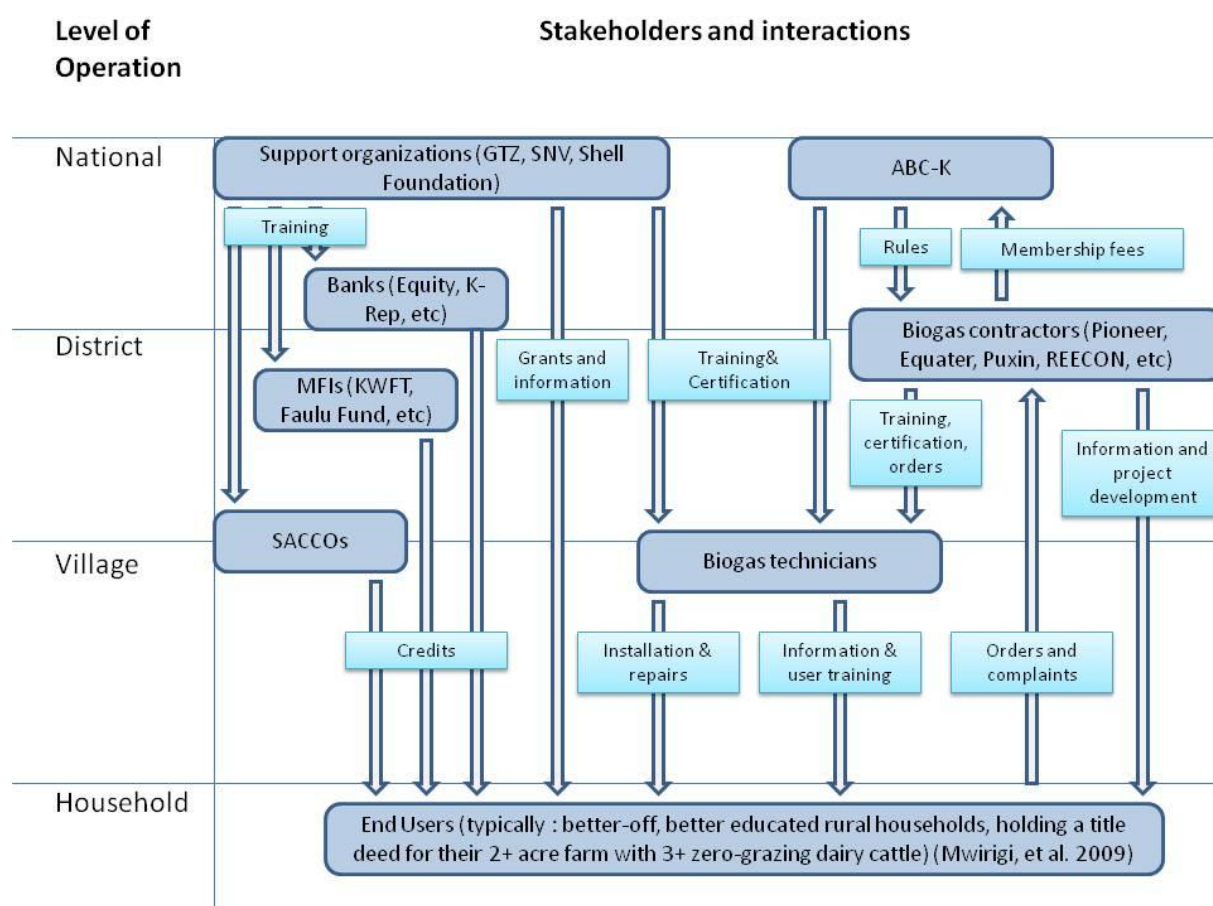 Level of
Operation
Stakeholders and interactions
National
Support organizations (GTZ, SNV, Shell
Foundation)
ABC-K
Training
Rules
Membership fees
Banks (Equity, K-
Rep, etc)
District
Biogas contractors (Pioneer,
Equater, Puxin, REECON, etc)
Grants and
information
Training&
Certification
MFIs (KWFT,
Faulu Fund, etc)
Training,
certification,
orders
Information and
project
development
SACCOs
Village
Biogas technicians
Credits
Installation &
repairs
Information &
user training
Orders and
complaints
Household
End Users (typically : better-off, better educated rural households, holding a title
deed for their 2+ acre farm with 3+ zero-grazing dairy cattle) (Mwirigi, et al. 2009)